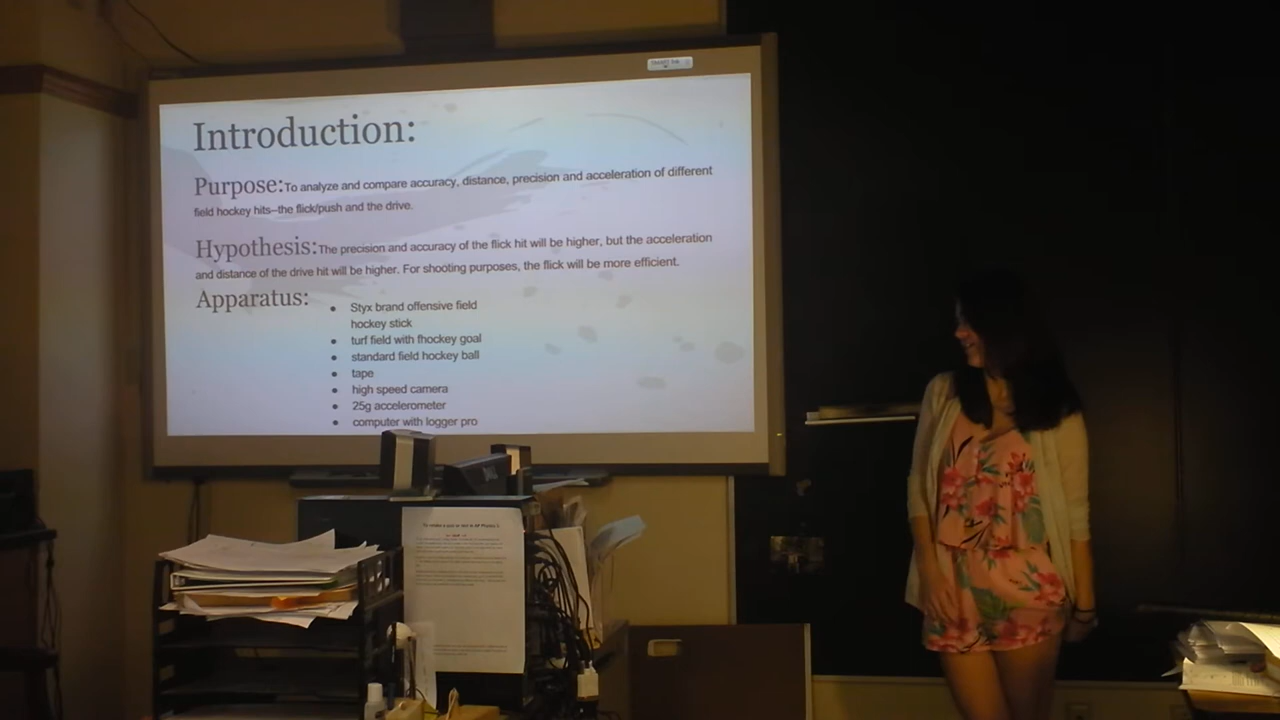 Introduction:
Purpose:To analyze and compare accuracy, distance, precision and acceleration of different
field hockey hits--the flick/push and the drive.
Hypothesis:The precision and accuracy of the flick hit will be higher, but the acceleration
and distance of the drive hit will be higher. For shooting purposes, the flick will be more efficient.
Apparatus:
Styx brand offensive field
hockey stick
turf field with fhockey goal
standard field hockey ball
tape
high speed camera
25g accelerometer
computer with logger pro